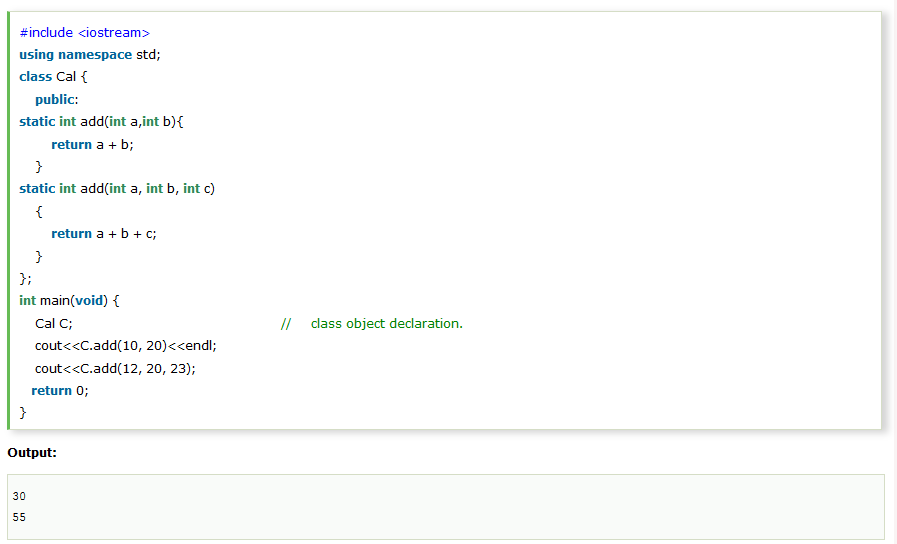 #include <iostream>
using namespace std;
class Cal {
public:
static int add(int a,int b){
return a + b;
}
static int add(int a, int b, int c)
{
return a + b + c;
}
};
int main(void) {
Cal C; // class object declaration.
cout<<C.add(10, 20)<<endl;
cout<<C.add(12, 20, 23);
return 0;
}
Output:
30
55